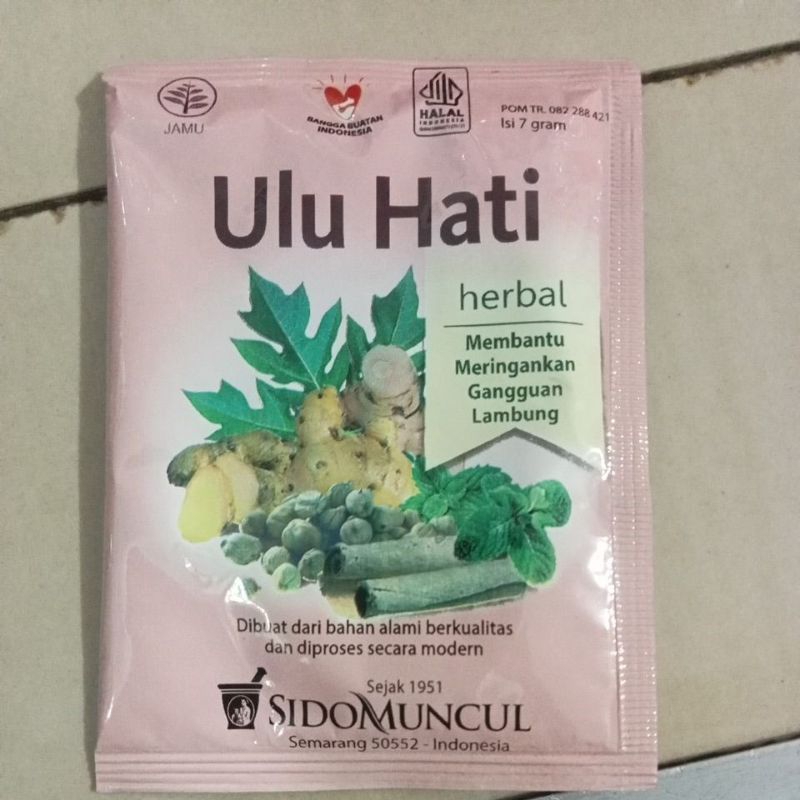 JAMU
BANGGA BUATAN
INDONESIA
HALAL
INDONESIA
POM TR. 082 288 421
Isi 7 gram
Ulu Hati
herbal
Membantu
Meringankan
Gangguan
Lambung
Dibuat dari bahan alami berkualitas
dan diproses secara modern
Sejak 1951
SIDOMUNCUL
Semarang 50552 - Indonesia